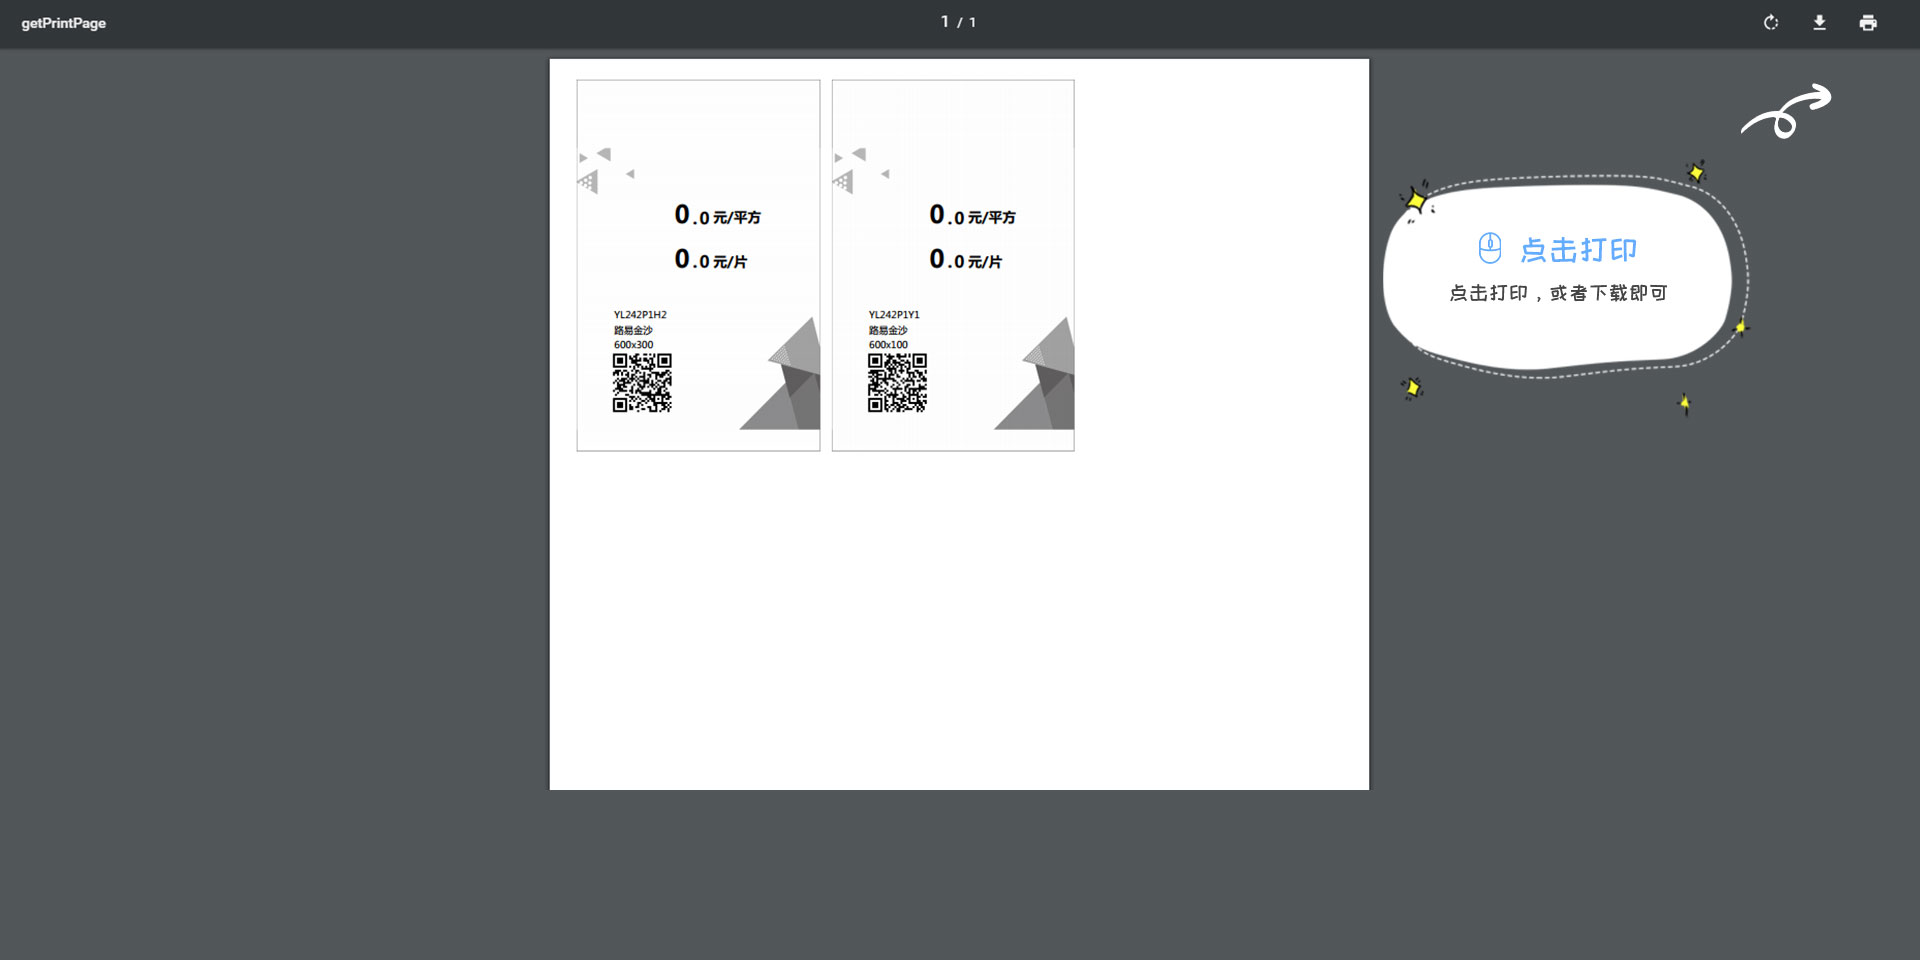 getPrintPage
1 / 1
0.0 元/平方
0.0 元/片
YL242P1H2
路易金沙
600x300
0.0 元/平方
0.0 元/片
YL242P1Y1
路易金沙
600x100
点击打印
点击打印，或者下载即可